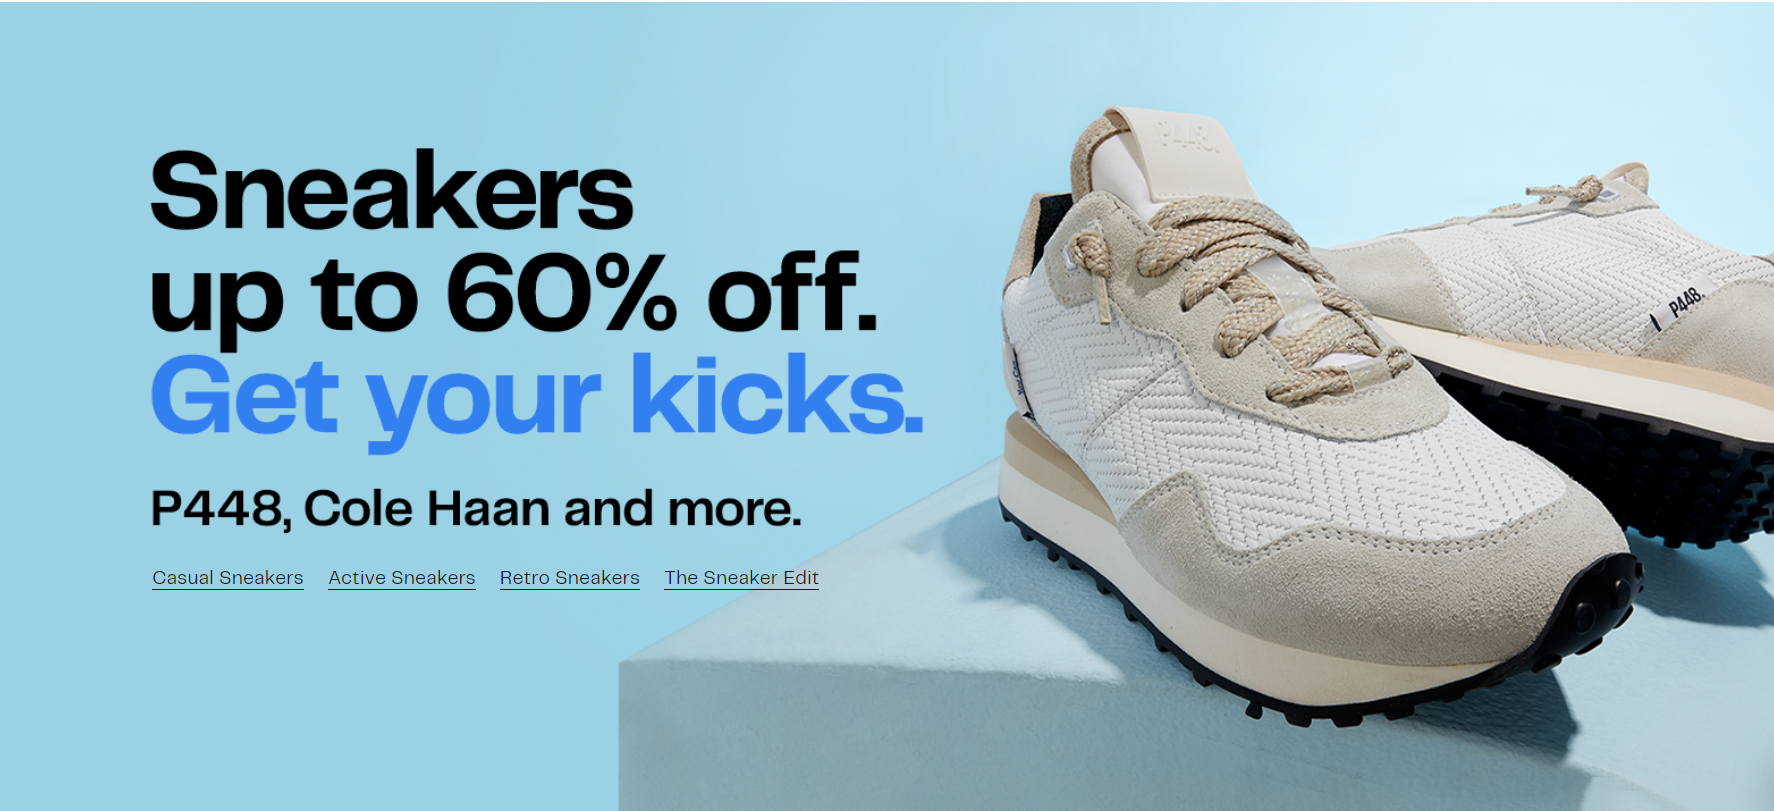 Sneakers
up to 60% off.
Get your kicks.
P448, Cole Haan and more.
Casual Sneakers Active Sneakers Retro Sneakers The Sneaker Edit
P448.
P448.